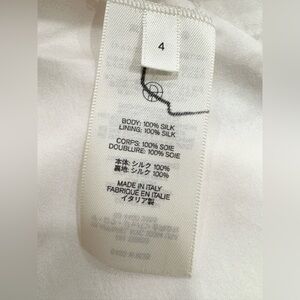 4
BODY: 100% SILK
LINING: 100% SILK
CORPS: 100% SOIE
DOUBLURE: 100% SOIE
本体: シルク 100%
裏地: シルク 100%
MADE IN ITALY
FABRIQUÉ EN ITALIE
イタリア製